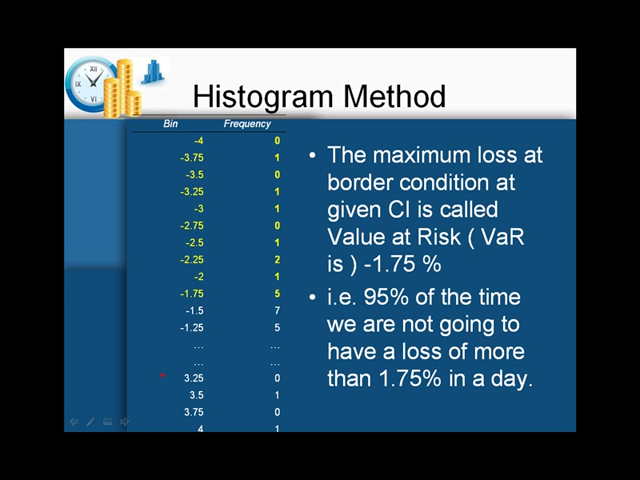 Histogram Method
Bin Frequency
-4 0
-3.75 1
-3.5 0
-3.25 1
-3 1
-2.75 0
-2.5 1
-2.25 2
-2 1
-1.75 5
-1.5 7
-1.25 5
... ...
... ...
3.25 0
3.5 1
3.75 0
4 1
• The maximum loss at
border condition at
given CI is called
Value at Risk ( VaR
is ) -1.75 %
• i.e. 95% of the time
we are not going to
have a loss of more
than 1.75% in a day.
XII
IX
VI